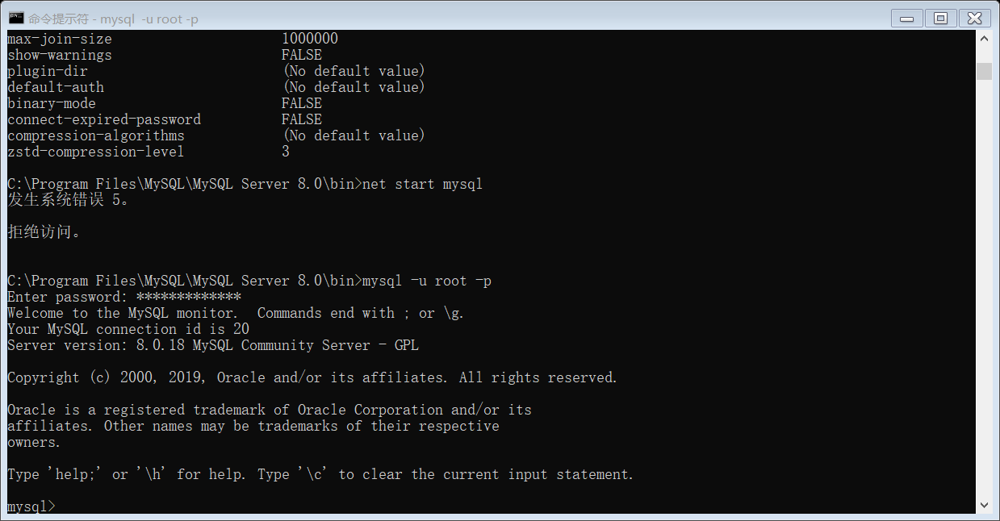 命令提示符 - mysql  -u root -p
max-join-size                     1000000
show-warnings                     FALSE
plugin-dir                        (No default value)
default-auth                      (No default value)
binary-mode                       FALSE
connect-expired-password          FALSE
compression-algorithms            (No default value)
zstd-compression-level            3
C:\Program Files\MySQL\MySQL Server 8.0\bin>net start mysql
发生系统错误 5。
拒绝访问。
C:\Program Files\MySQL\MySQL Server 8.0\bin>mysql -u root -p
Enter password: *************
Welcome to the MySQL monitor.  Commands end with ; or \g.
Your MySQL connection id is 20
Server version: 8.0.18 MySQL Community Server - GPL
Copyright (c) 2000, 2019, Oracle and/or its affiliates. All rights reserved.
Oracle is a registered trademark of Oracle Corporation and/or its
affiliates. Other names may be trademarks of their respective
owners.
Type 'help;' or '\h' for help. Type '\c' to clear the current input statement.
mysql>